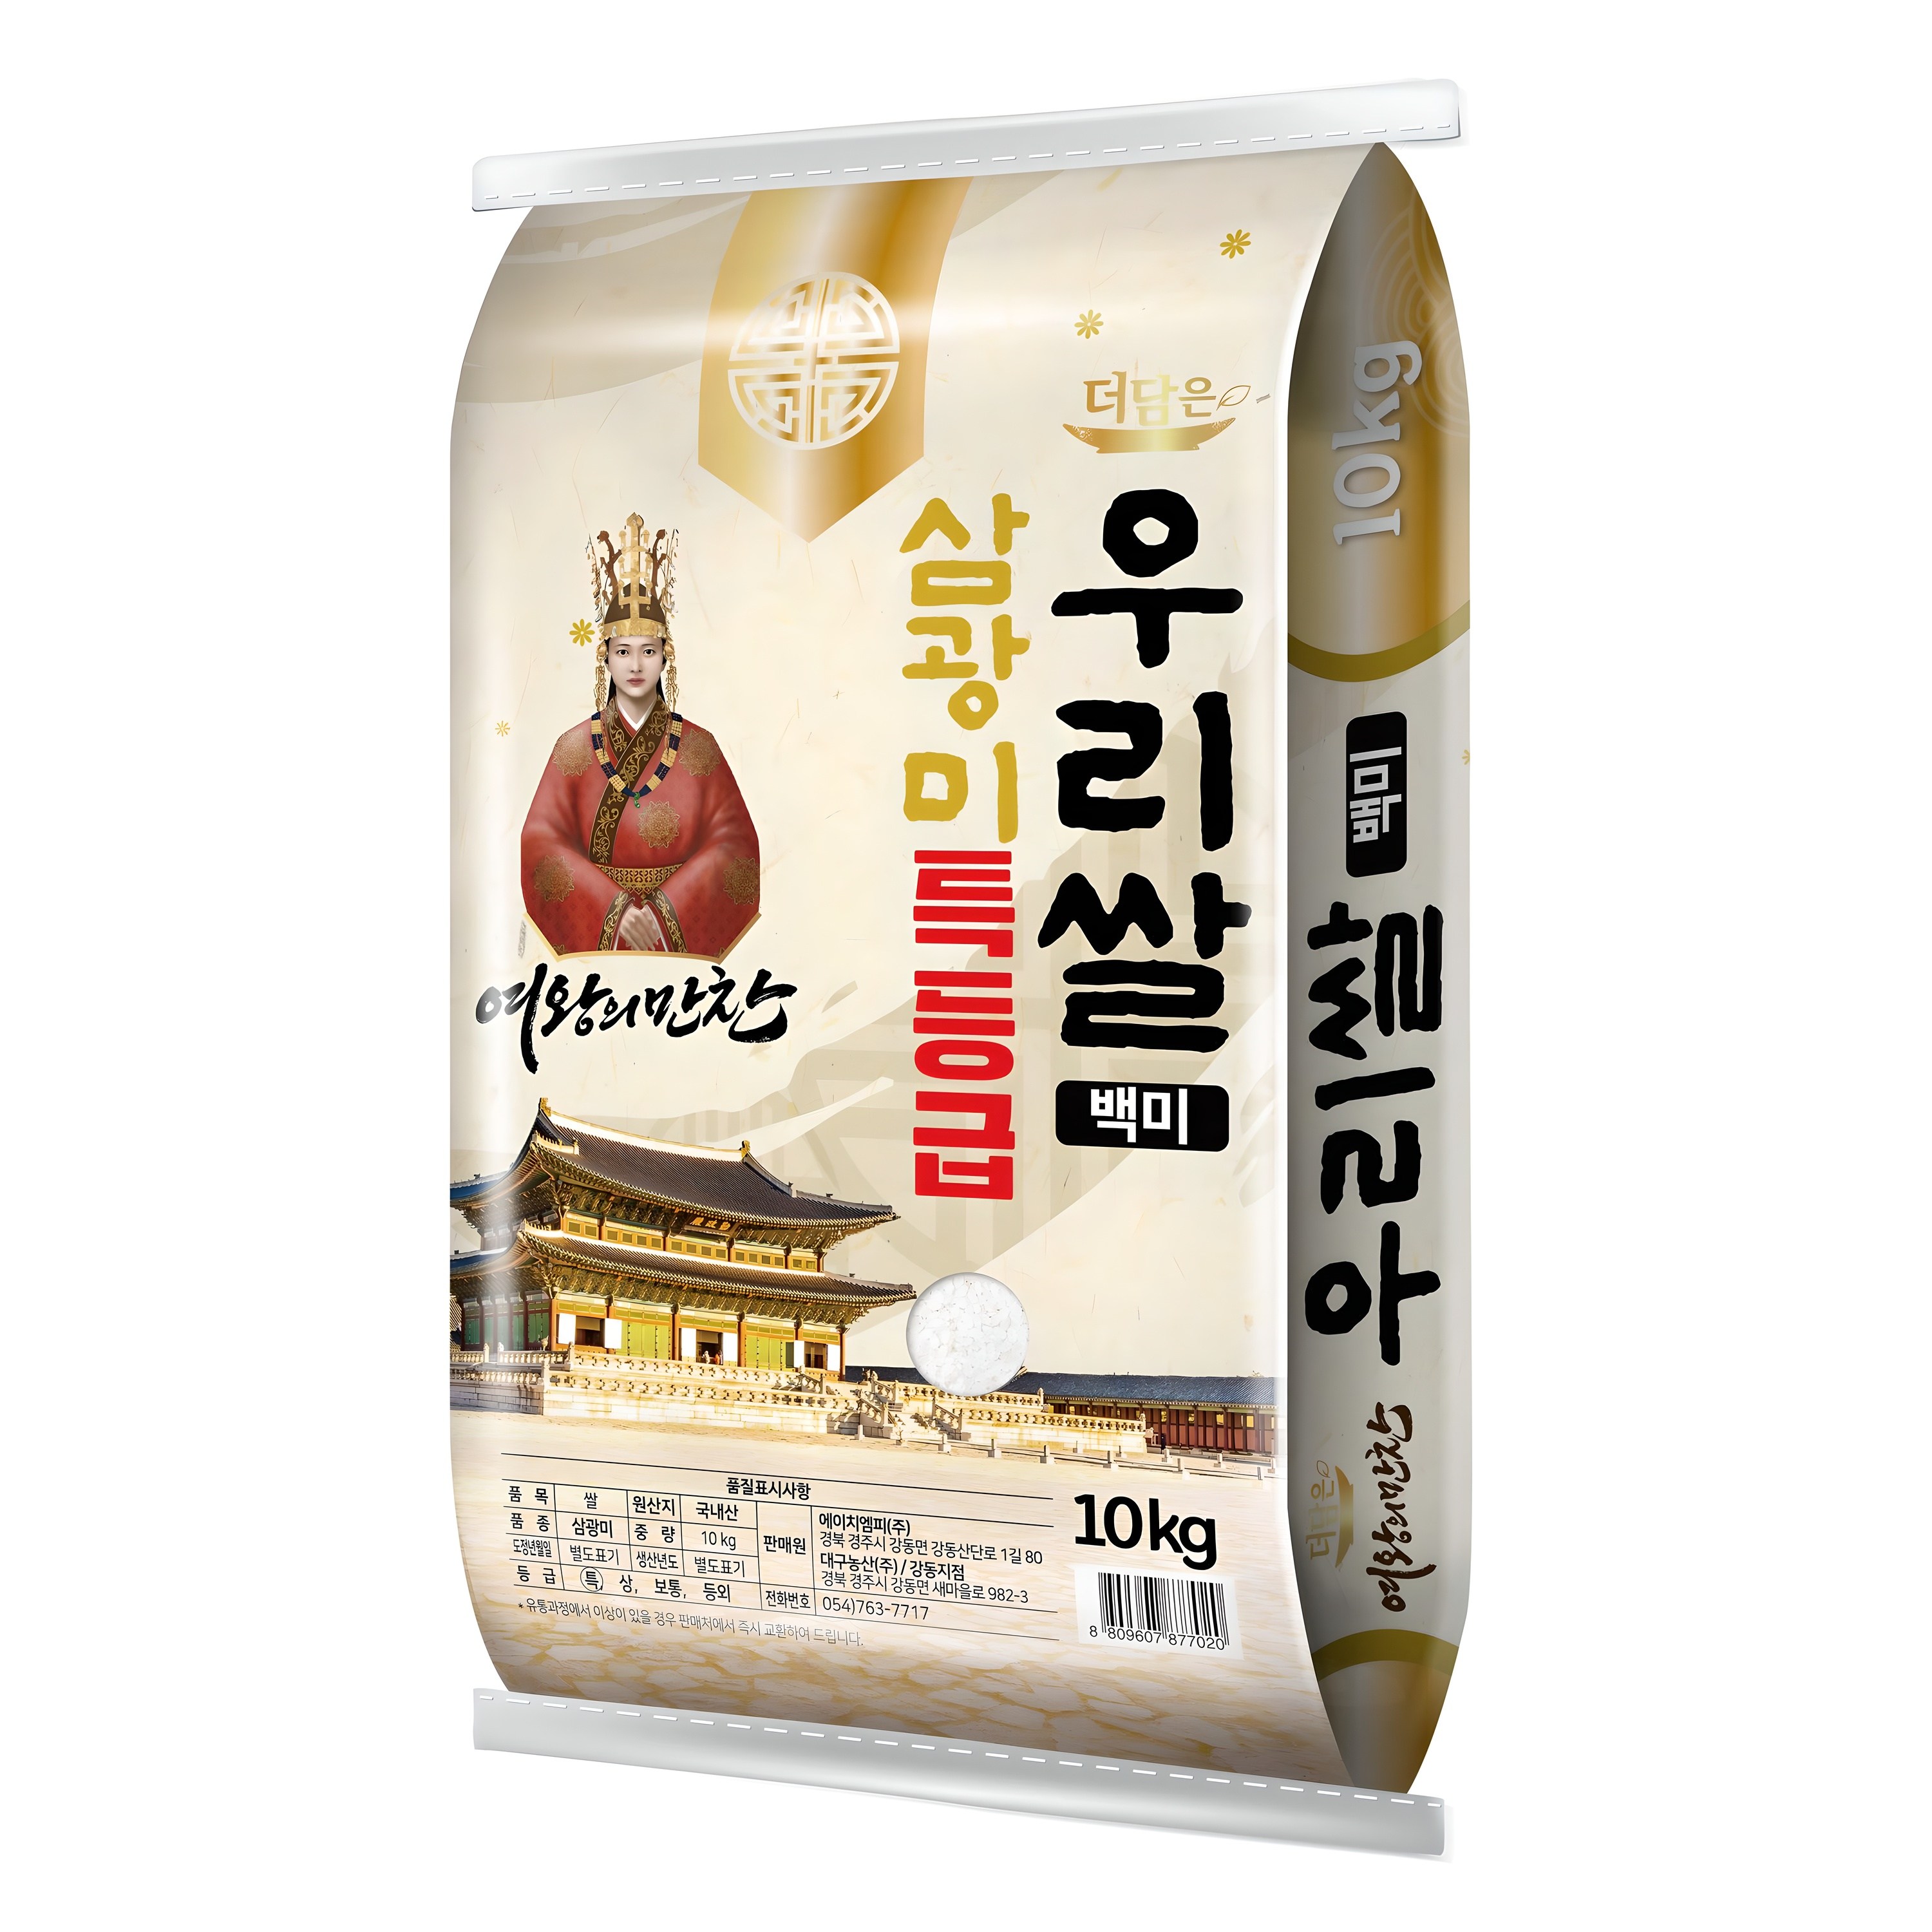 더담은
우리쌀
백미
삼광미
특등급
여왕의만찬
품질표시사항
품 목 쌀 원산지 국내산
품 종 삼광미 중 량 10 kg
도정년월일 별도표기 생산년도 별도표기
등 급 특, 상, 보통, 등외
판매원 에이치엠피(주)
경북 경주시 강동면 강동산단로 1길 80
대구농산(주) / 강동지점
경북 경주시 강동면 새마을로 982-3
전화번호 054)763-7717
* 유통과정에서 이상이 있을 경우 판매처에서 즉시 교환하여 드립니다.
10kg
8 809607 877020
10kg
백미
우리쌀
여왕의만찬
더담은